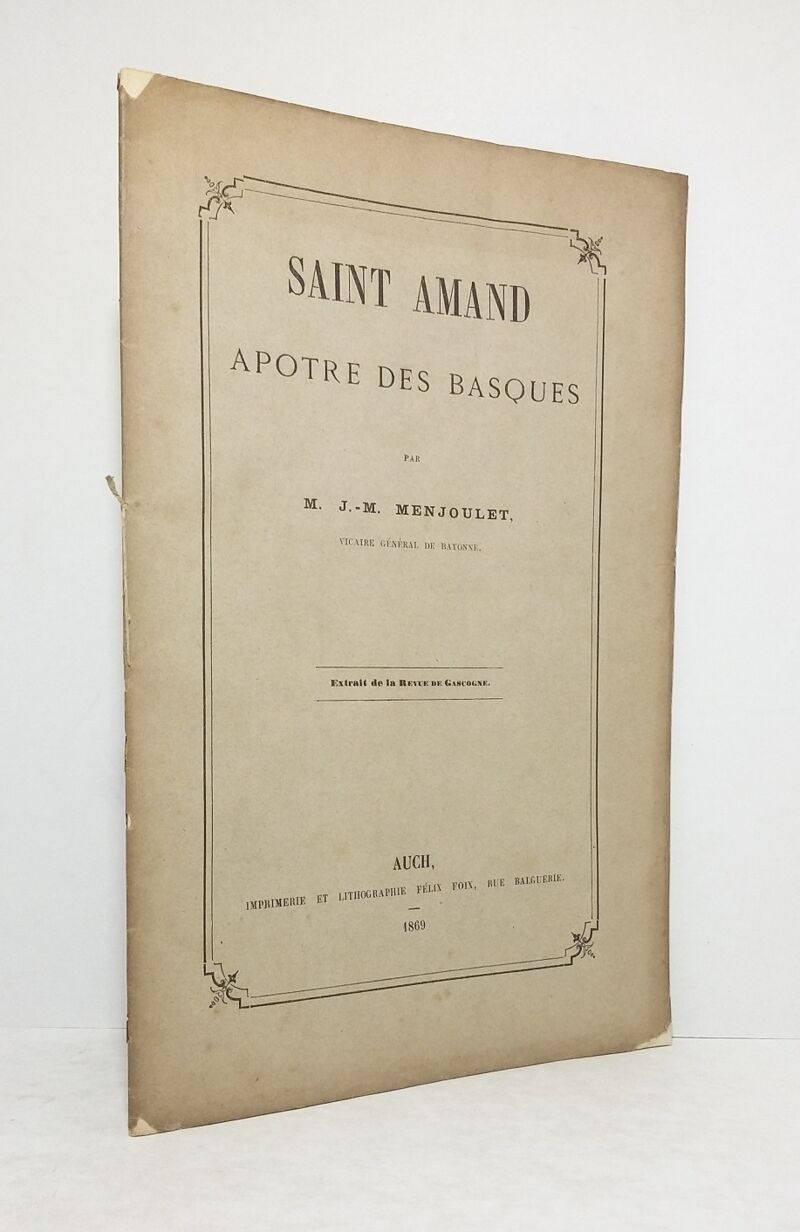 SAINT AMAND
APOTRE DES BASQUES
PAR
M. J.-M. MENJOULET,
VICAIRE GÉNÉRAL DE BAYONNE.
Extrait de la REVUE DE GASCOGNE.
AUCH,
IMPRIMERIE ET LITHOGRAPHIE FÉLIX FOIX, RUE BALGUERIE.
1869